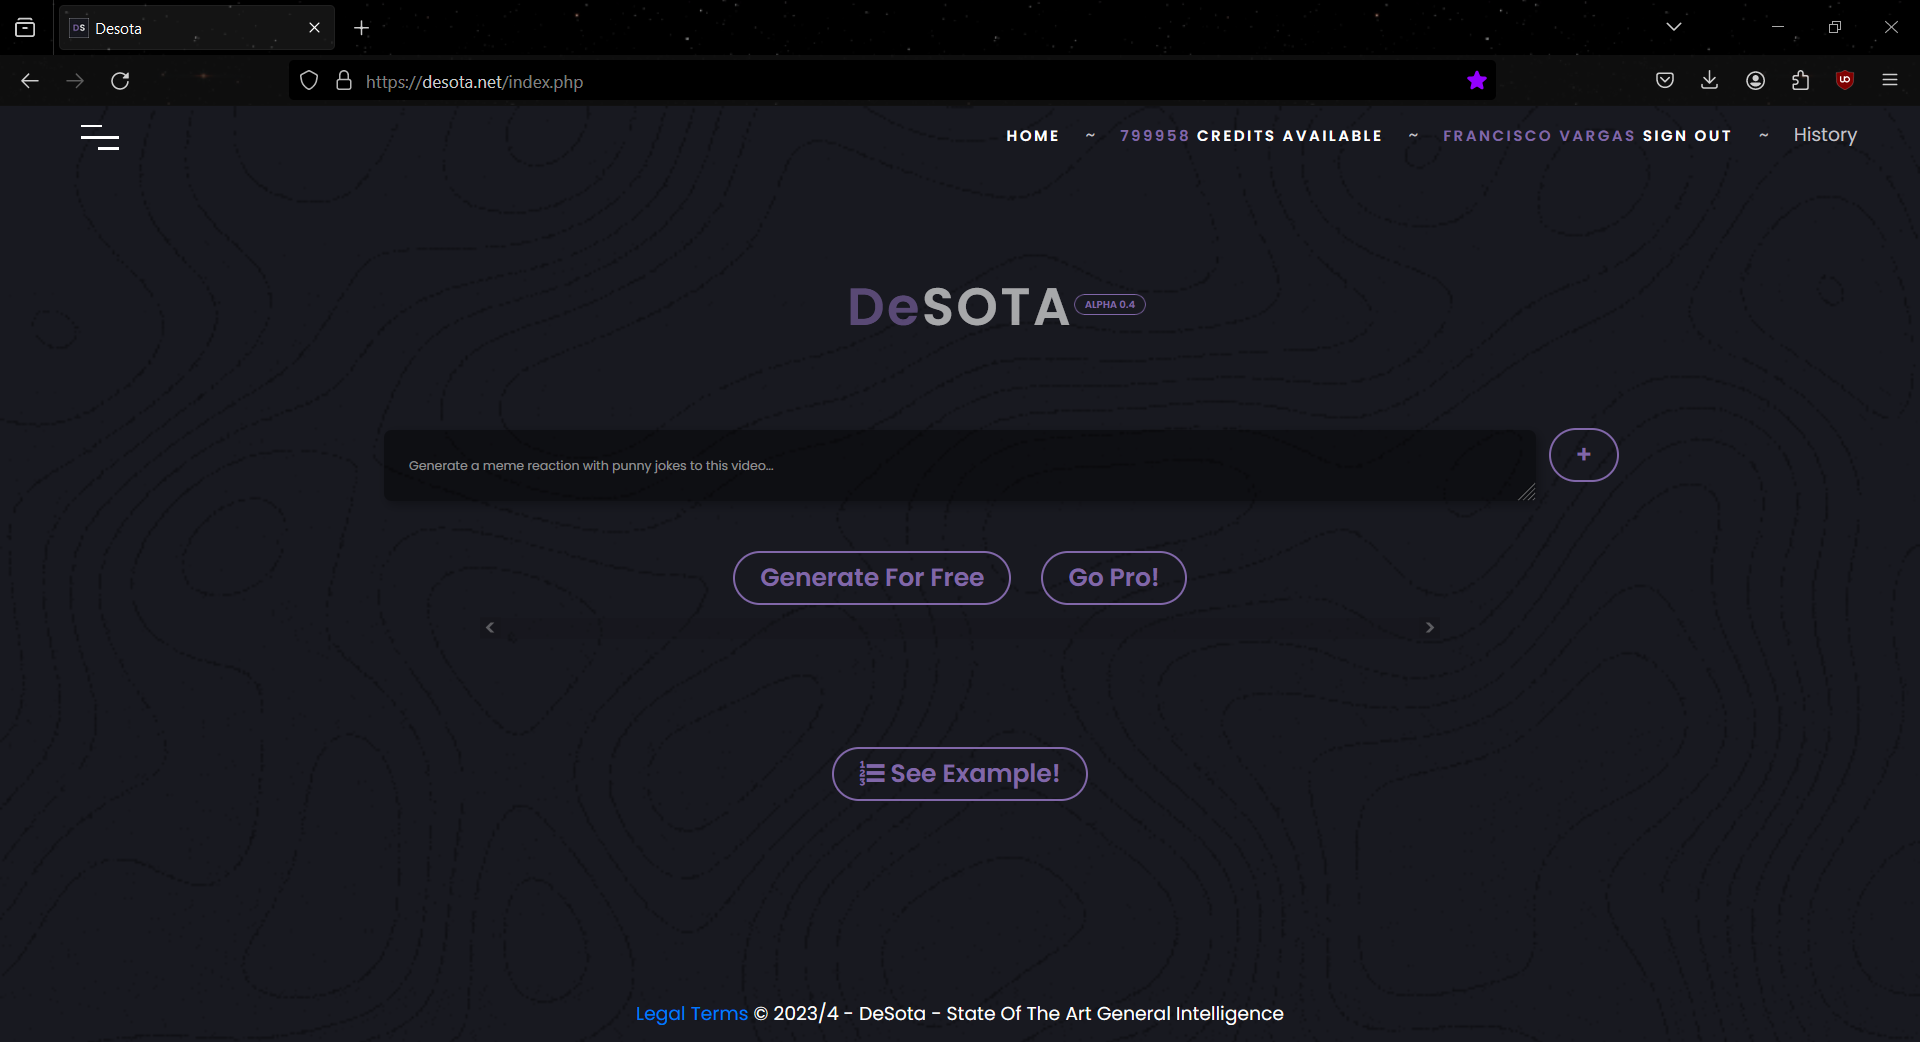 DS Desota
https://desota.net/index.php
HOME ~ 799958 CREDITS AVAILABLE ~ FRANCISCO VARGAS SIGN OUT ~ History
DeSOTA ALPHA 0.4
Generate a meme reaction with punny jokes to this video...
+
Generate For Free Go Pro!
< >
See Example!
Legal Terms © 2023/4 - DeSota - State Of The Art General Intelligence